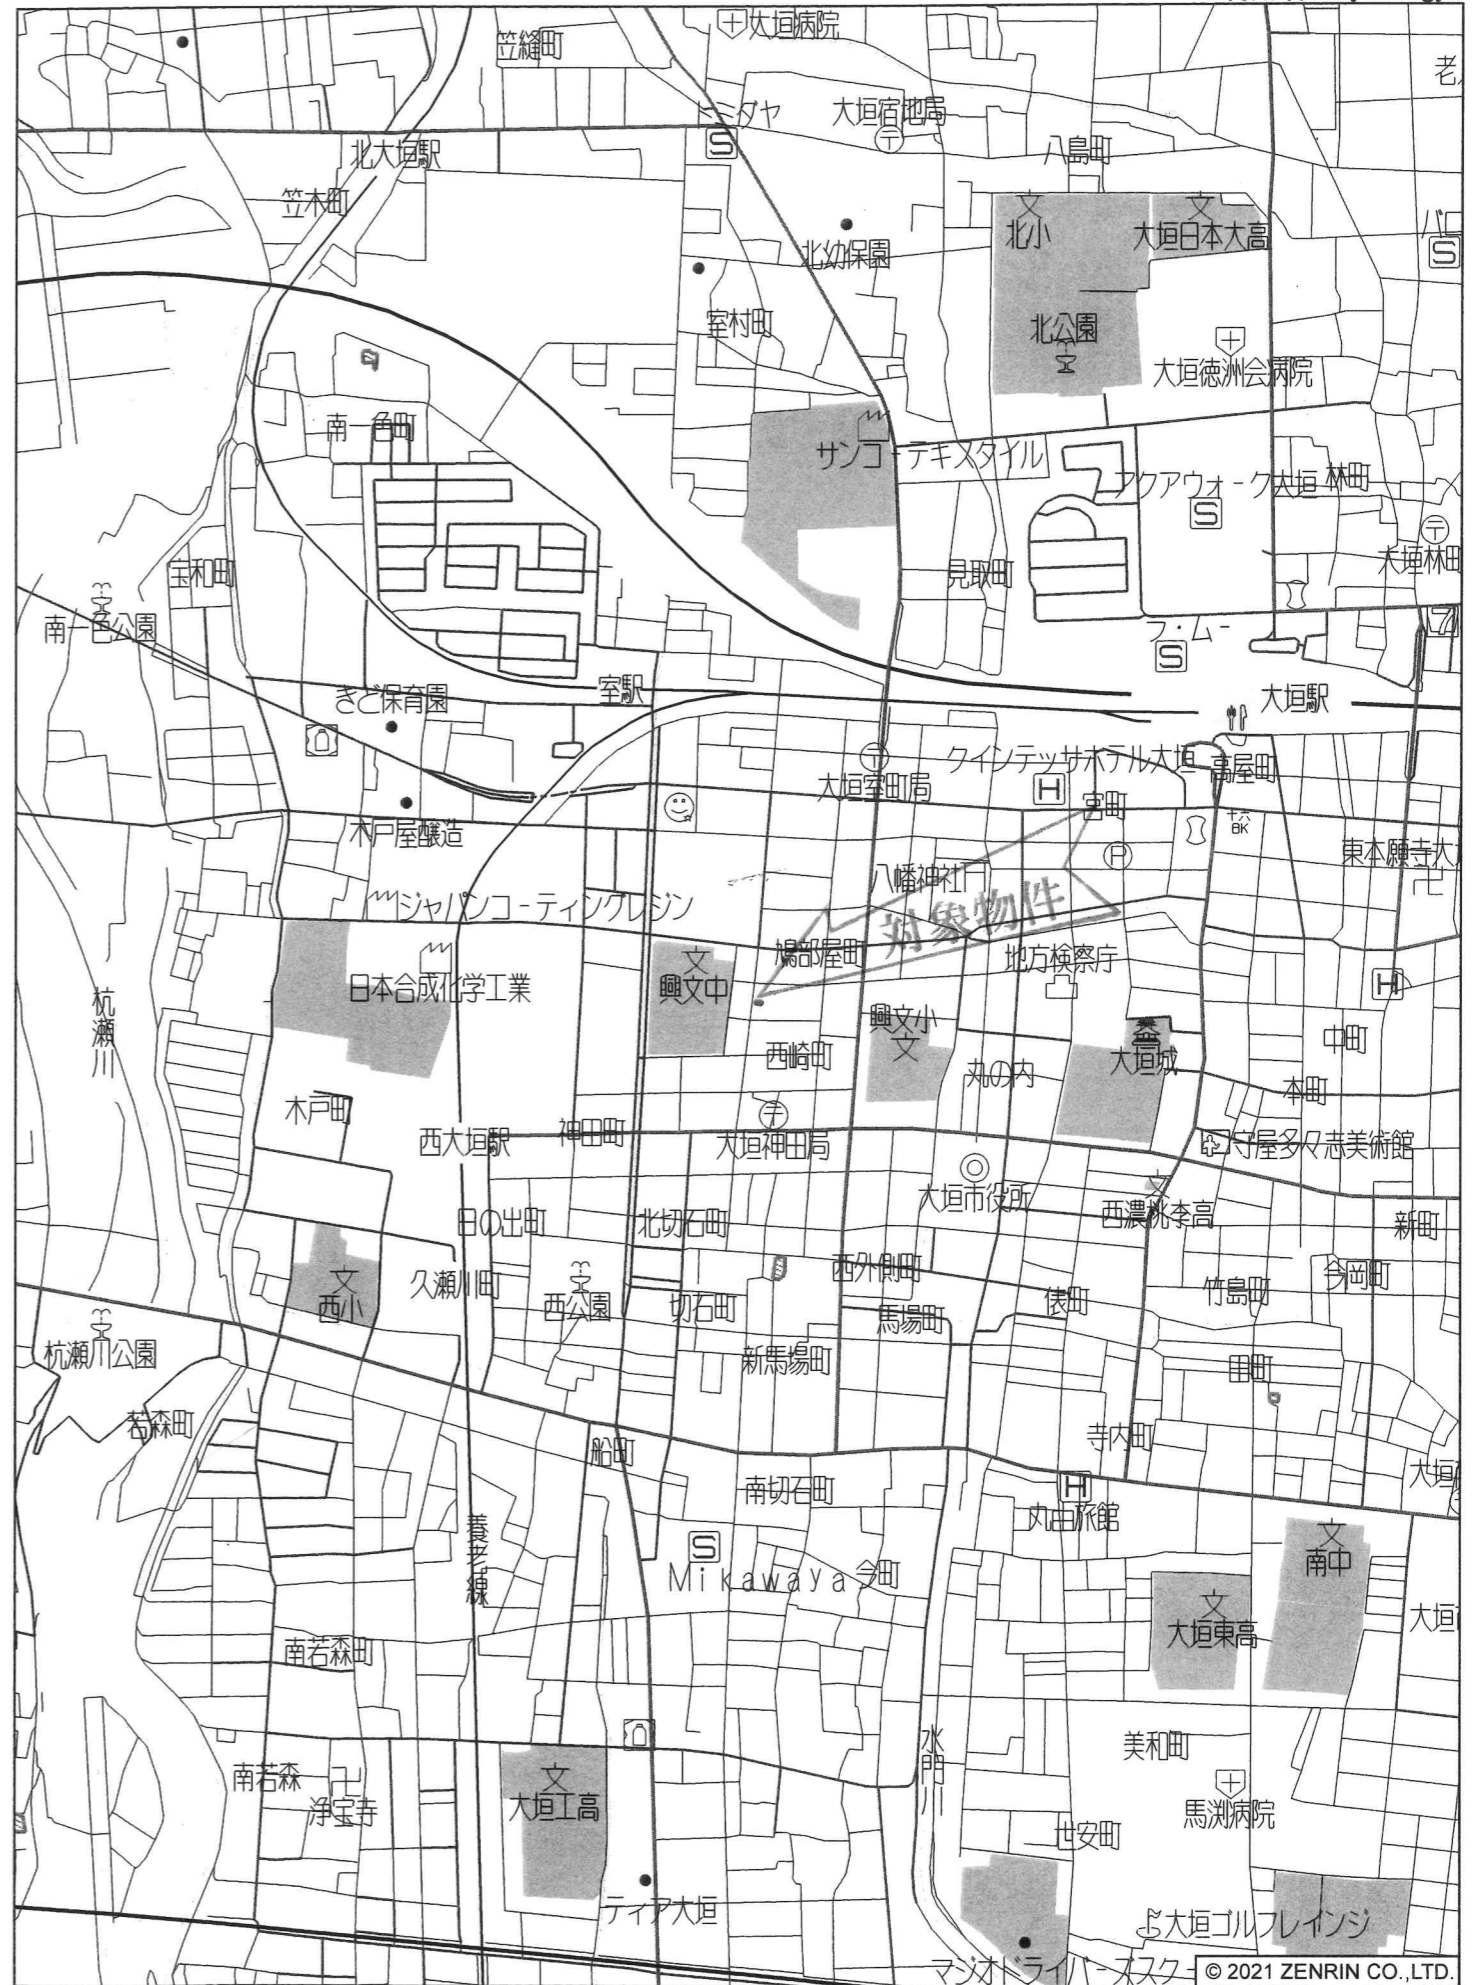 大垣病院
笠縫町
トミダヤ
大垣宿地局
北大垣駅
八島町
笠木町
北小
大垣日本大高
北幼保園
室村町
北公園
大垣徳洲会病院
南一色町
サンコーテキスタイル
アクアウォーク大垣
林町
宝和町
見取町
大垣林町
南一色公園
きど保育園
室駅
大垣駅
クインテッサホテル大垣
高屋町
大垣室町局
宮町
十六BK
木戸屋醸造
八幡神社
東本願寺大
ジャパンコーティングレジン
対象物件
地方検察庁
日本合成化学工業
興文中
杭瀬川
興文小
西崎町
大垣城
中町
丸の内
本町
木戸町
西大垣駅
神田町
大垣神田局
守屋多々志美術館
大垣市役所
西濃桃李高
日の出町
北切石町
新町
西外側町
久瀬川町
西公園
切石町
馬場町
俵町
竹島町
今岡町
西小
杭瀬川公園
新馬場町
若森町
寺内町
船町
南切石町
養老線
Mikawaya
今町
南中
大垣東高
南若森町
水門川
美和町
南若森
浄宝寺
大垣工高
馬渕病院
世安町
ティア大垣
大垣ゴルフレインジ
マジオドライバーズスクー
© 2021 ZENRIN CO.,LTD.